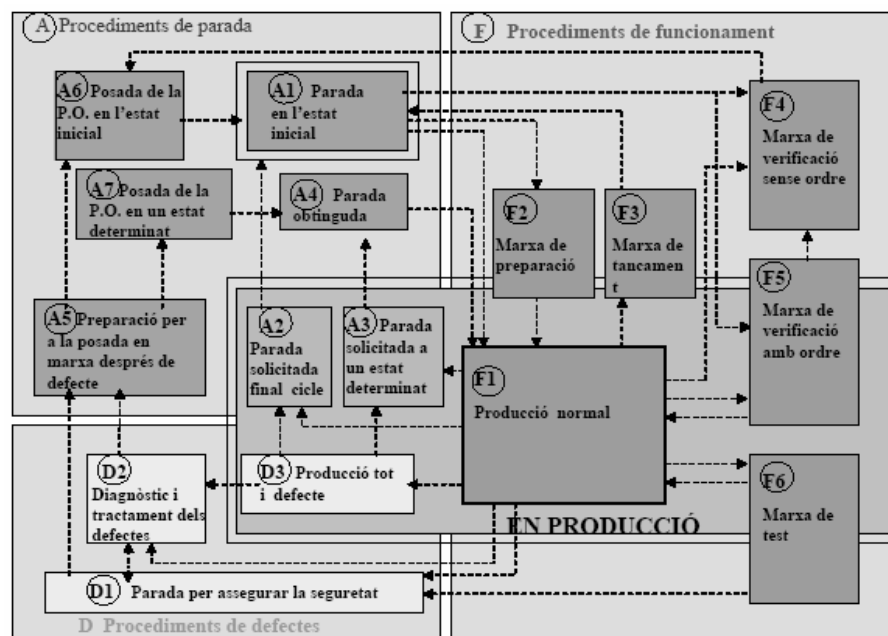 A Procediments de parada
F Procediments de funcionament
A6 Posada de la
P.O. en l'estat
inicial
A1 Parada
en l'estat
inicial
F4
Marxa de
verificació
sense ordre
A7 Posada de la
P.O. en un estat
determinat
A4 Parada
obtinguda
F2
Marxa de
preparació
F3
Marxa de
tancamen
t
F5
Marxa de
verificació
amb ordre
A5 Preparació per
a la posada en
marxa després de
defecte
A2
Parada
solicitada
final cicle
A3 Parada
solicitada a
un estat
determinat
F1
Producció normal
D2
Diagnòstic i
tractament dels
defectes
D3 Producció tot
i defecte
F6
Marxa de
test
EN PRODUCCIÓ
D1 Parada per assegurar la seguretat
D Procediments de defectes